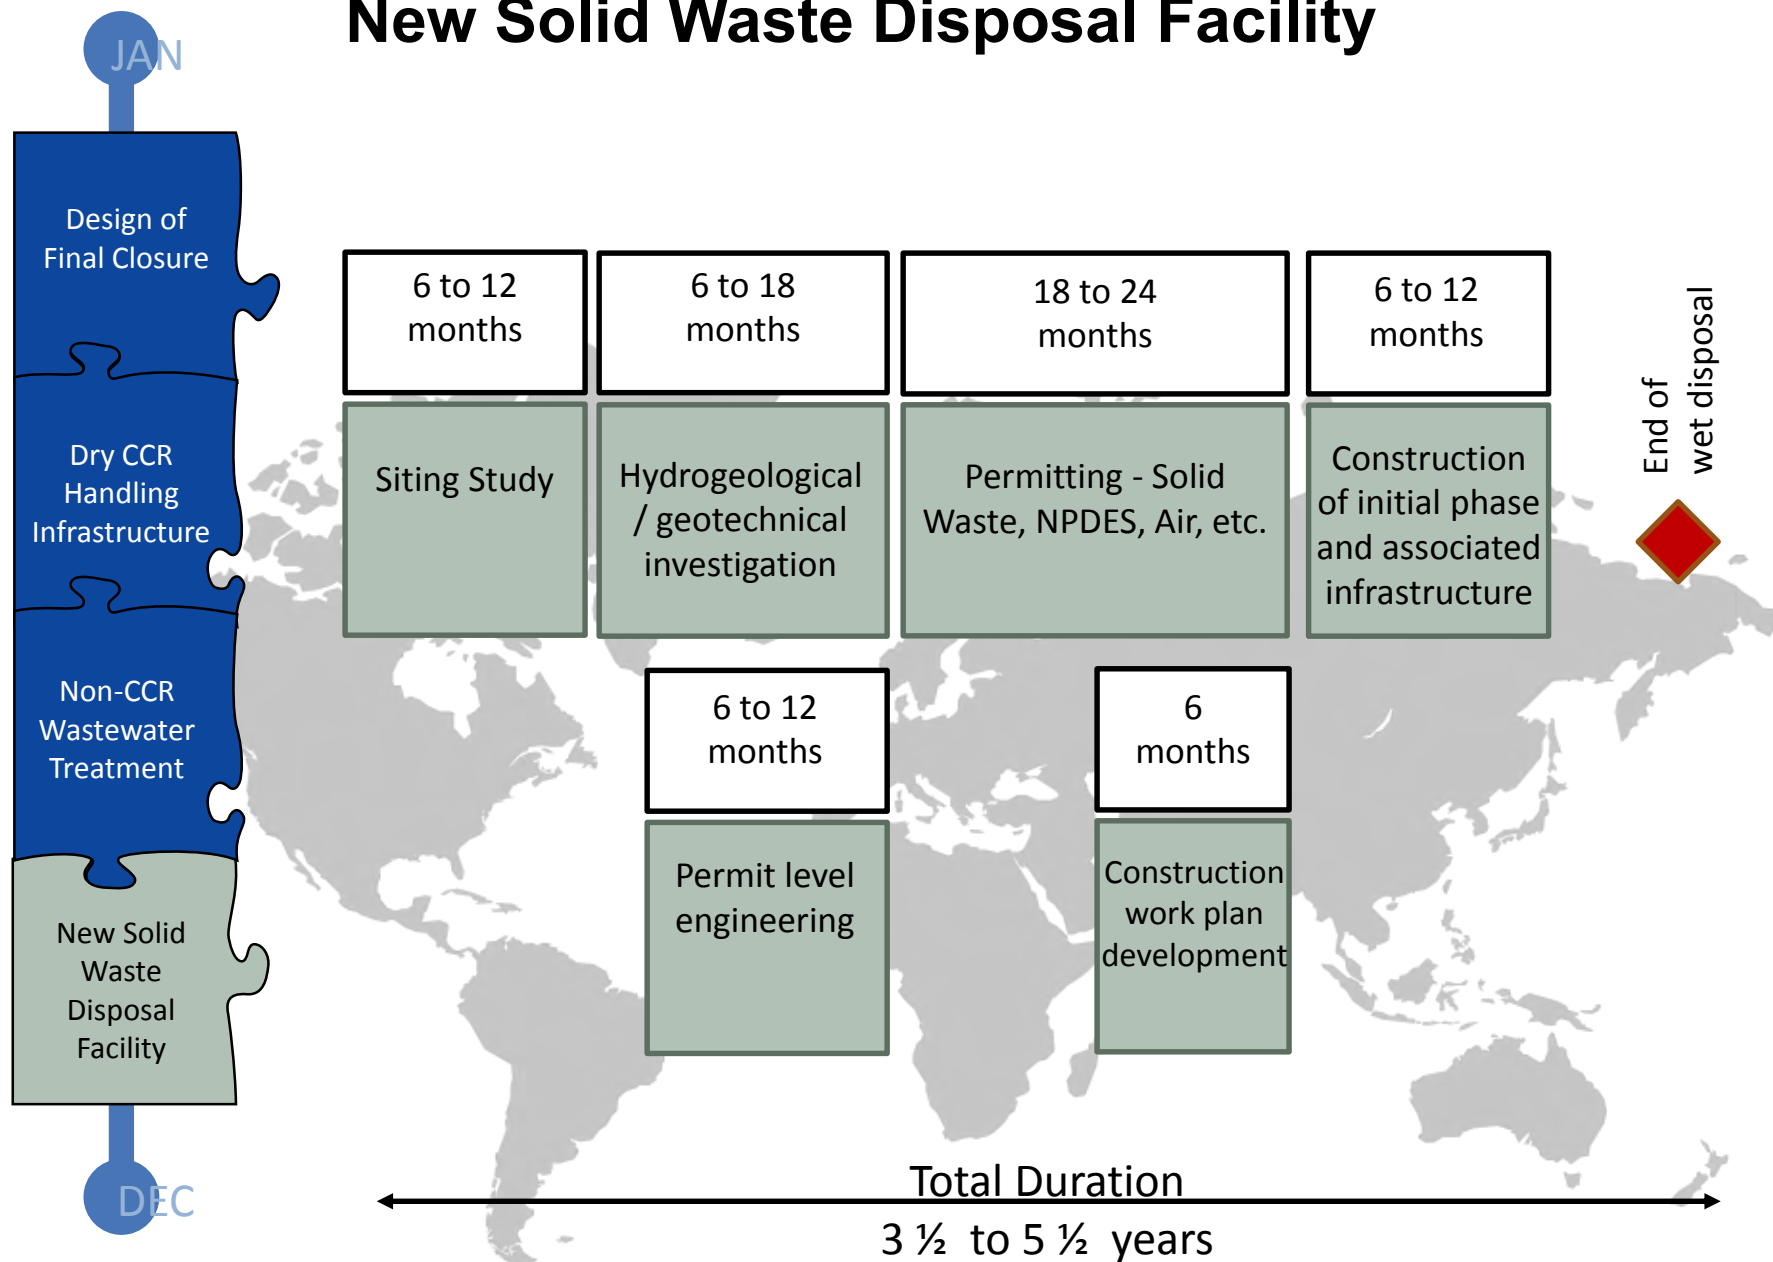 New Solid Waste Disposal Facility
JAN
Design of
Final Closure
Dry CCR
Handling
Infrastructure
Non-CCR
Wastewater
Treatment
New Solid
Waste
Disposal
Facility
DEC
6 to 12
months
6 to 18
months
18 to 24
months
6 to 12
months
Siting Study
Hydrogeological
/ geotechnical
investigation
Permitting - Solid
Waste, NPDES, Air, etc.
Construction
of initial phase
and associated
infrastructure
End of
wet disposal
6 to 12
months
6
months
Permit level
engineering
Construction
work plan
development
Total Duration
3 ½ to 5 ½ years